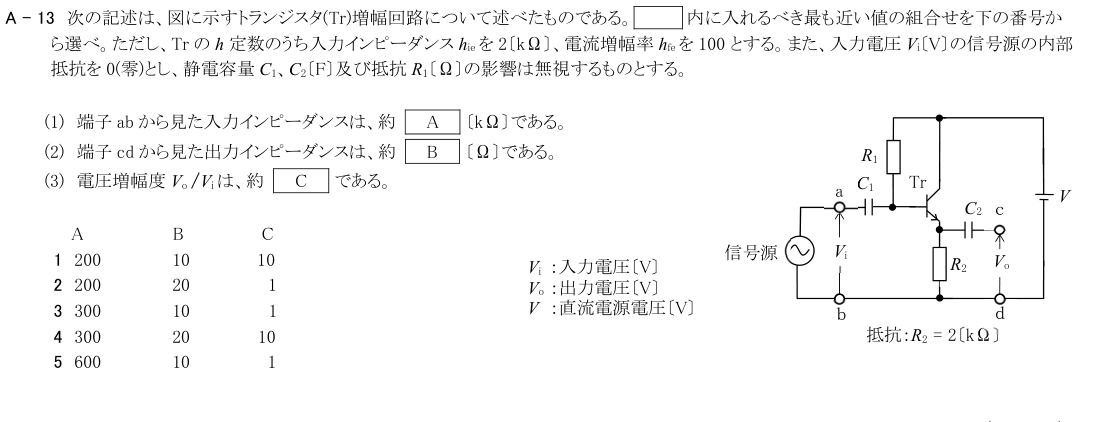 A - 13 次の記述は、図に示すトランジスタ(Tr)増幅回路について述べたものである。 内に入れるべき最も近い値の組合せを下の番号か
ら選べ。ただし、Tr の h 定数のうち入力インピーダンス hieを 2〔kΩ〕、電流増幅率 hfeを 100 とする。また、入力電圧 Vi〔V〕の信号源の内部
抵抗を 0(零)とし、静電容量 C1、C2〔F〕及び抵抗 R1〔Ω〕の影響は無視するものとする。
(1) 端子 ab から見た入力インピーダンスは、約 A 〔kΩ〕である。
(2) 端子 cd から見た出力インピーダンスは、約 B 〔Ω〕である。
(3) 電圧増幅度 Vo/Viは、約 C である。
A B C
1 200 10 10
2 200 20 1
3 300 10 1
4 300 20 10
5 600 10 1
Vi :入力電圧〔V〕
Vo :出力電圧〔V〕
V :直流電源電圧〔V〕
R1
C1
Tr
a
C2
c
V
信号源
Vi
R2
Vo
b
d
抵抗:R2 = 2〔kΩ〕